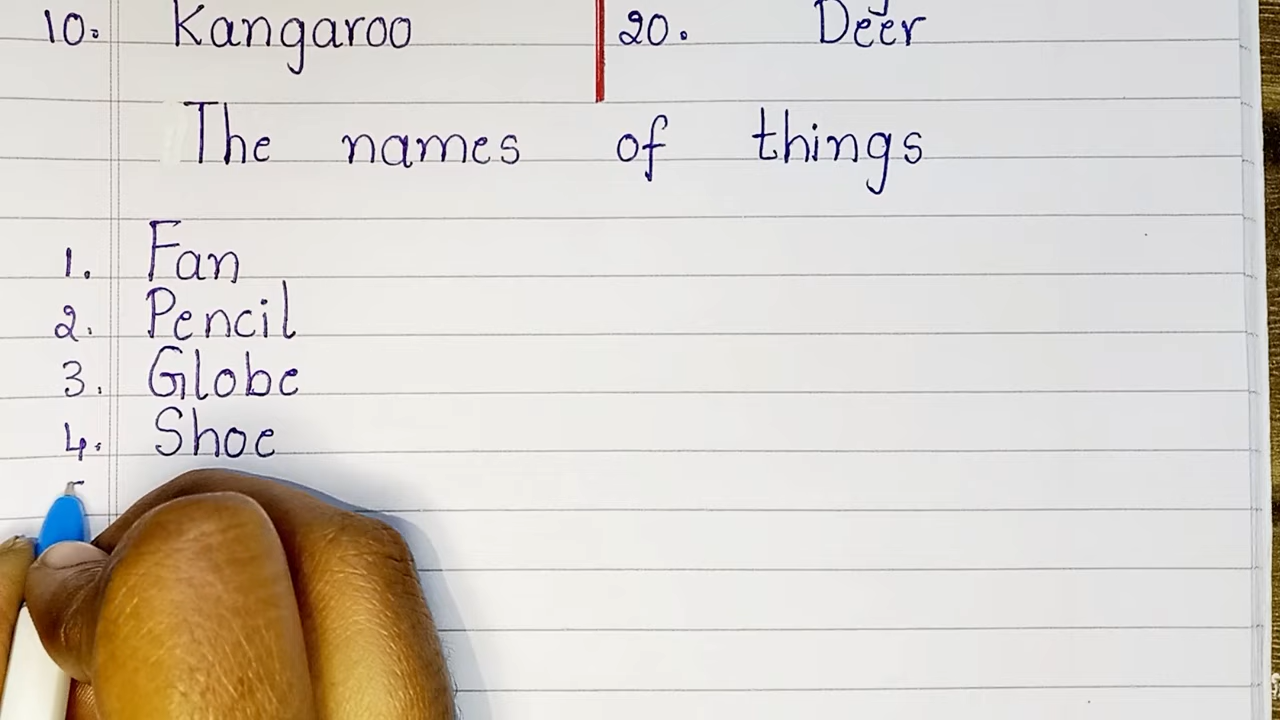 10. Kangaroo 20. Deer
The names of things
1. Fan
2. Pencil
3. Globe
4. Shoe